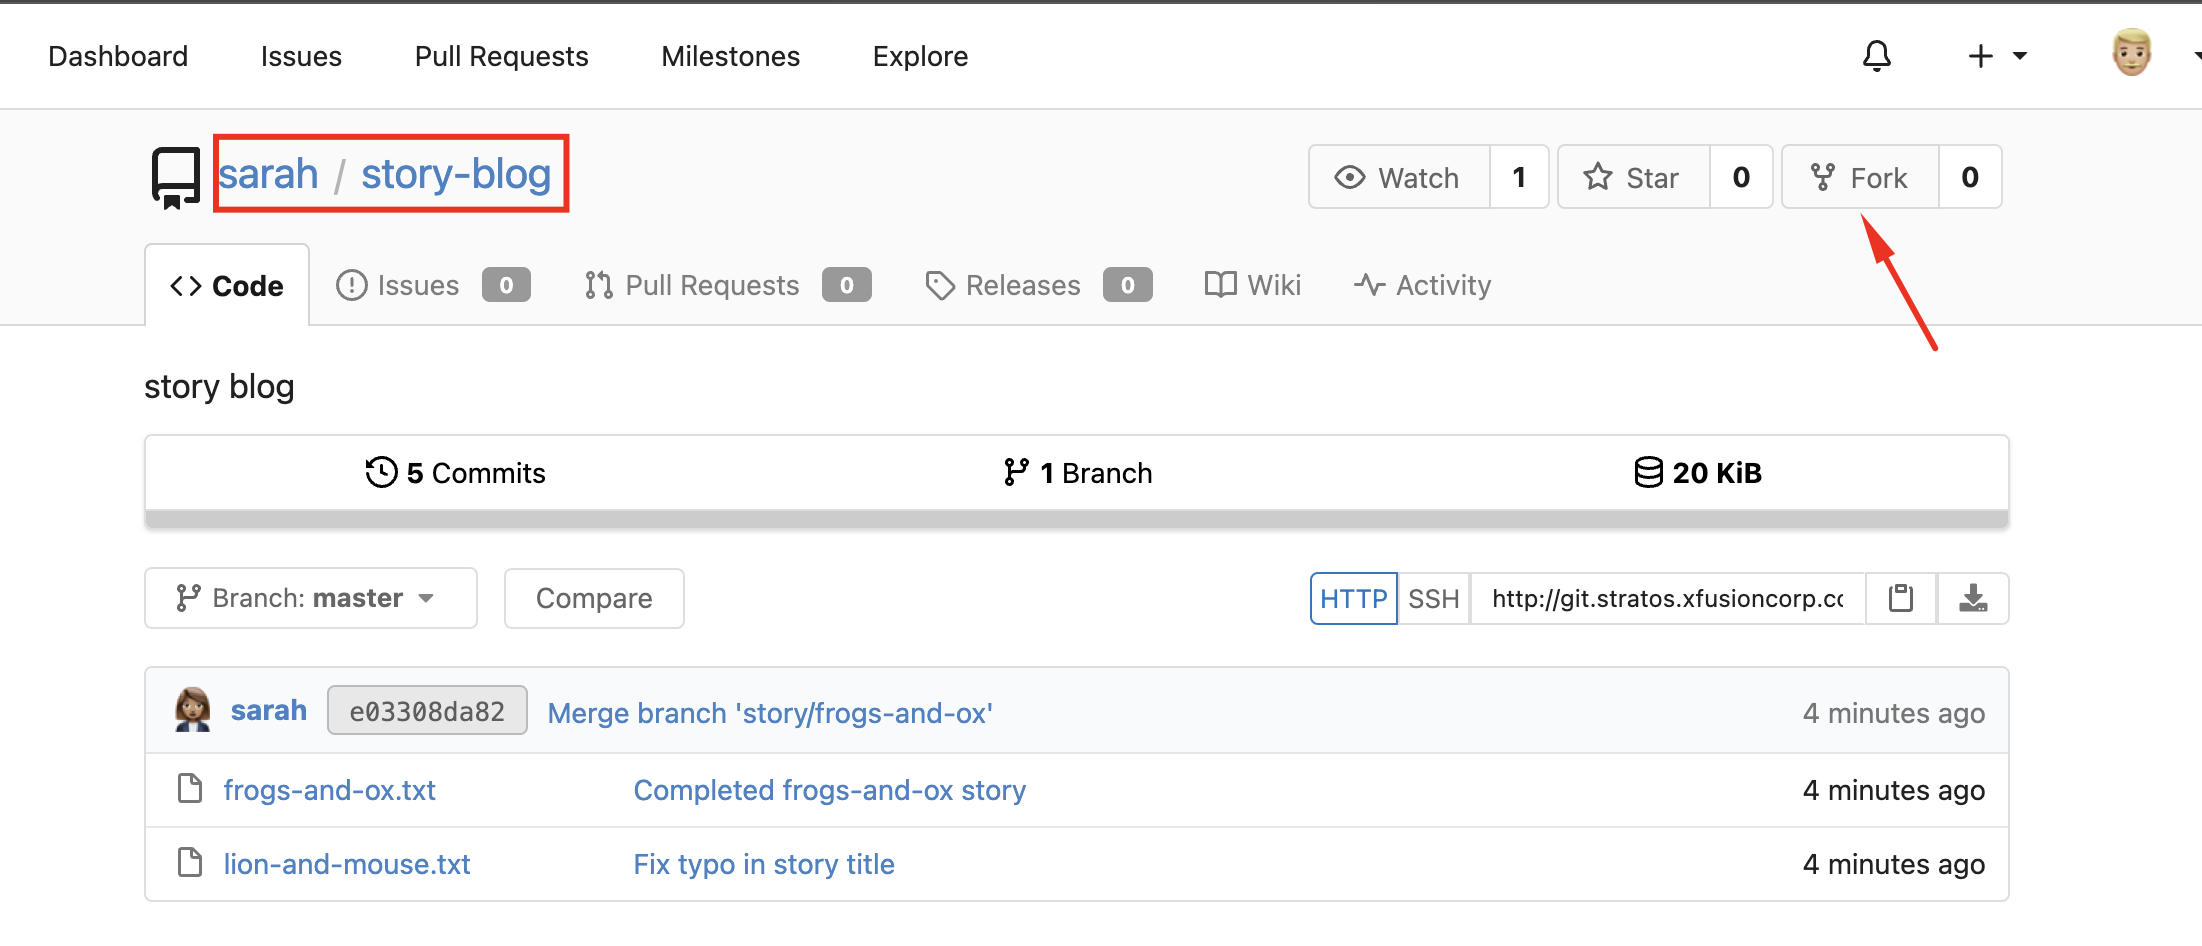 Dashboard Issues Pull Requests Milestones Explore
sarah / story-blog Watch 1 Star 0 Fork 0
Code Issues 0 Pull Requests 0 Releases 0 Wiki Activity
story blog
5 Commits 1 Branch 20 KiB
Branch: master Compare HTTP SSH http://git.stratos.xfusioncorp.cc
sarah e03308da82 Merge branch 'story/frogs-and-ox' 4 minutes ago
frogs-and-ox.txt Completed frogs-and-ox story 4 minutes ago
lion-and-mouse.txt Fix typo in story title 4 minutes ago